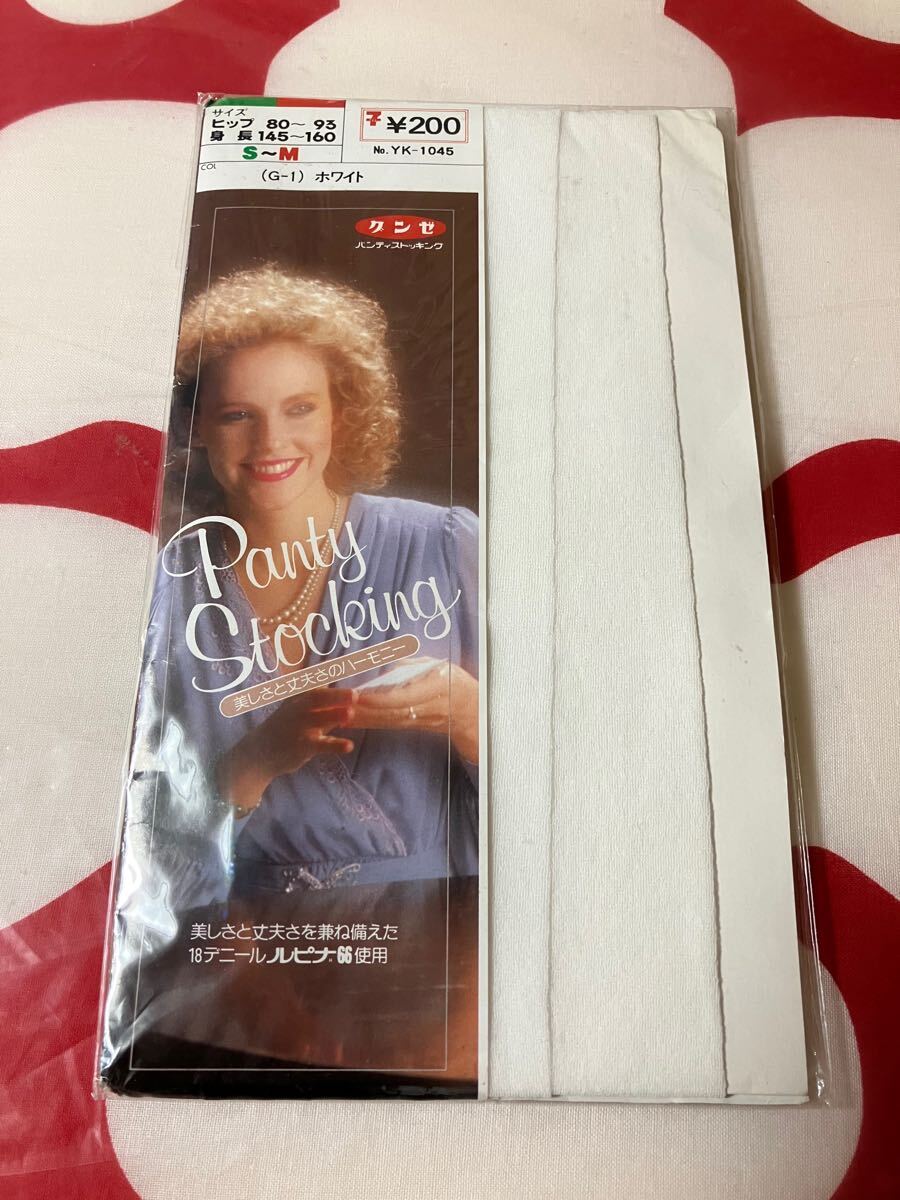 サイズ
ヒップ 80〜 93
身 長 145〜160
S〜M
〒 ¥200
No. YK-1045
COL
(G-1) ホワイト
グンゼ
パンティストッキング
Panty
Stocking
美しさと丈夫さのハーモニー
美しさと丈夫さを兼ね備えた
18デニールルピナ66使用